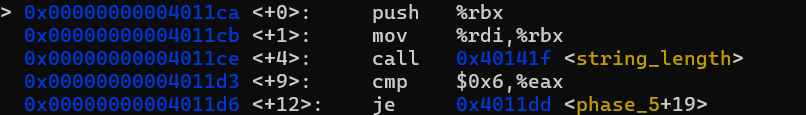 > 0x00000000004011ca <+0>: push %rbx
0x00000000004011cb <+1>: mov %rdi,%rbx
0x00000000004011ce <+4>: call 0x40141f <string_length>
0x00000000004011d3 <+9>: cmp $0x6,%eax
0x00000000004011d6 <+12>: je 0x4011dd <phase_5+19>